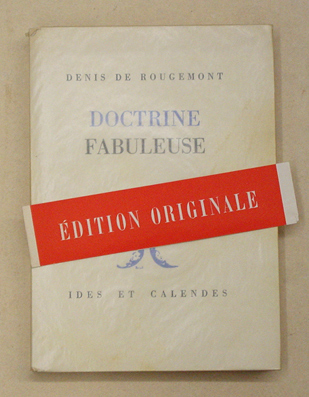 DENIS DE ROUGEMONT
DOCTRINE
FABULEUSE
ÉDITION ORIGINALE
IDES ET CALENDES